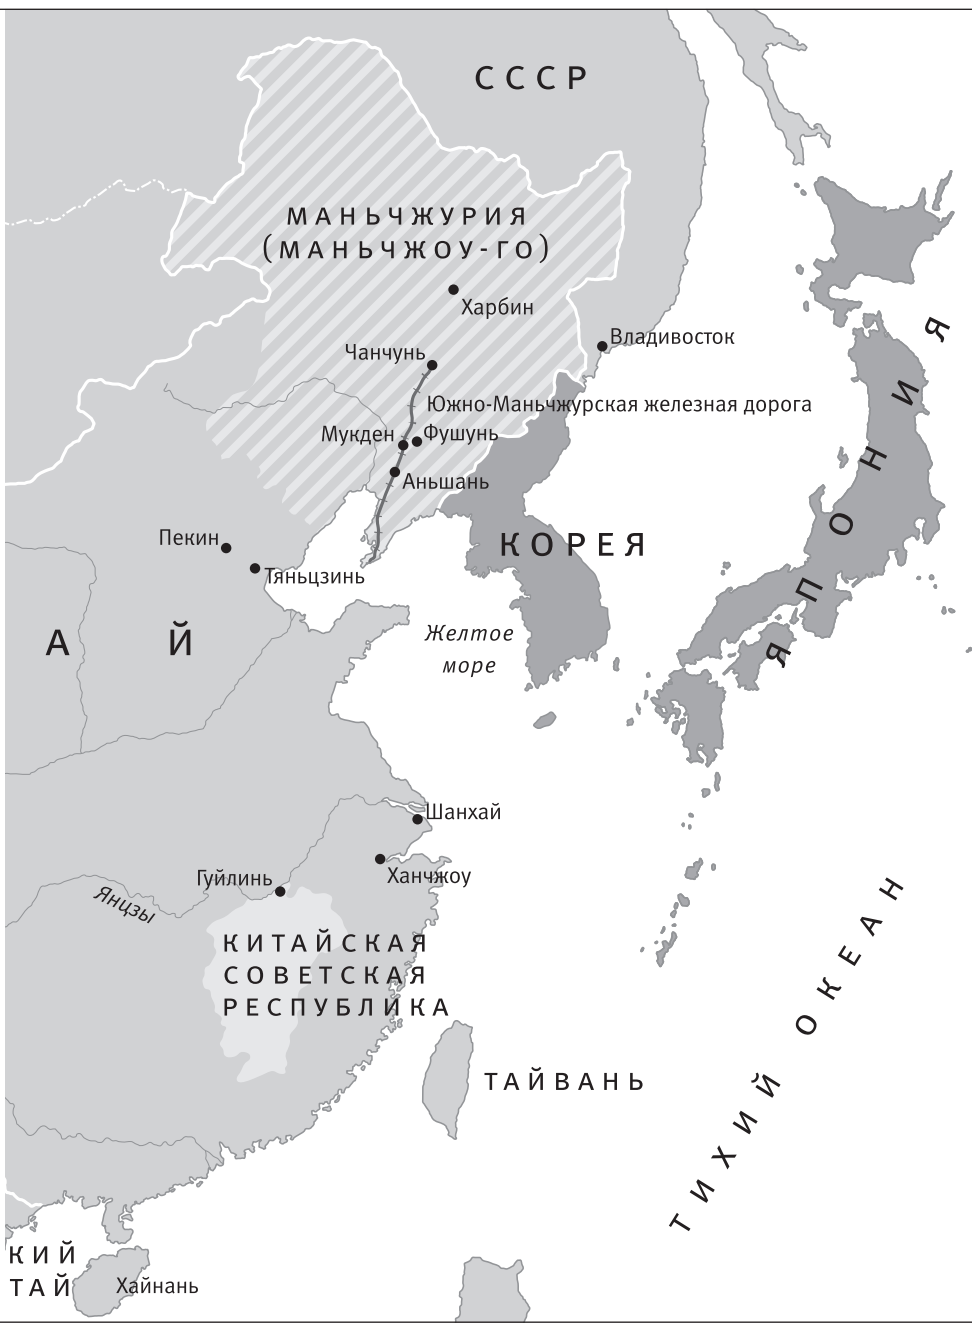 СССР
МАНЬЧЖУРИЯ
(МАНЬЧЖОУ-ГО)
Харбин
Владивосток
Чанчунь
Южно-Маньчжурская железная дорога
Мукден
Фушунь
Аньшань
Пекин
Тяньцзинь
КОРЕЯ
ЯПОНИЯ
А Й
Желтое
море
Шанхай
Ханчжоу
Гуйлинь
Янцзы
КИТАЙСКАЯ
СОВЕТСКАЯ
РЕСПУБЛИКА
ТАЙВАНЬ
ТИХИЙ ОКЕАН
КИЙ
ТАЙ
Хайнань